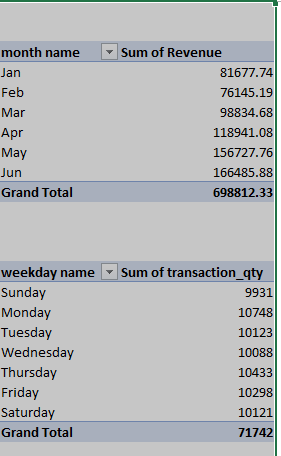 month name Sum of Revenue
Jan 81677.74
Feb 76145.19
Mar 98834.68
Apr 118941.08
May 156727.76
Jun 166485.88
Grand Total 698812.33
weekday name Sum of transaction_qty
Sunday 9931
Monday 10748
Tuesday 10123
Wednesday 10088
Thursday 10433
Friday 10298
Saturday 10121
Grand Total 71742